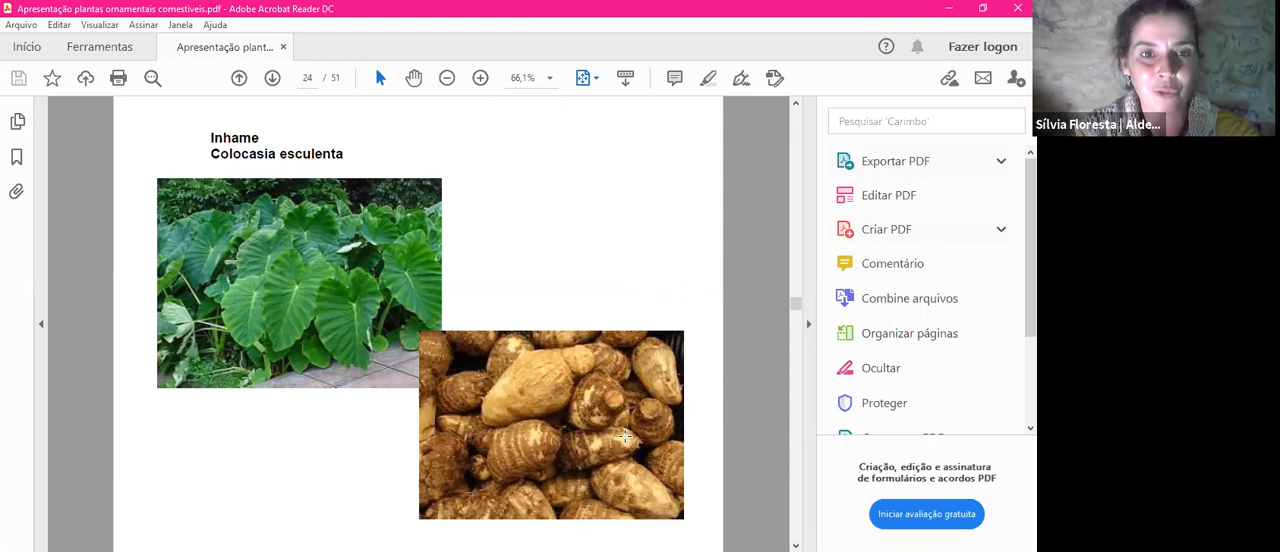 Apresentação plantas ornamentais comestiveis.pdf - Adobe Acrobat Reader DC
Arquivo Editar Visualizar Assinar Janela Ajuda
Início Ferramentas Apresentação plant... ×
Fazer logon
24 / 51
66,1%
Sílvia Floresta | Alde...
Inhame
Colocasia esculenta
Pesquisar 'Carimbo'
Exportar PDF
Editar PDF
Criar PDF
Comentário
Combine arquivos
Organizar páginas
Ocultar
Proteger
Criação, edição e assinatura
de formulários e acordos PDF
Iniciar avaliação gratuita